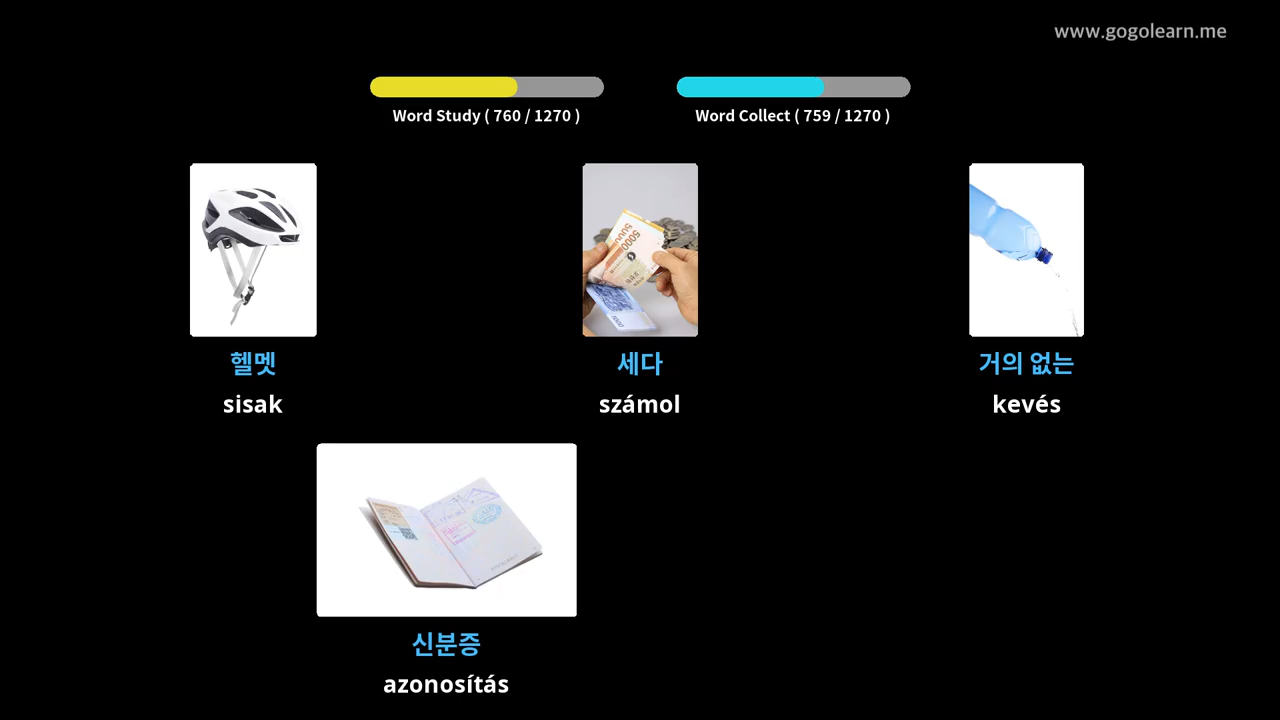 www.gogolearn.me
Word Study ( 760 / 1270 )
Word Collect ( 759 / 1270 )
헬멧
세다
거의 없는
sisak
számol
kevés
신분증
azonosítás